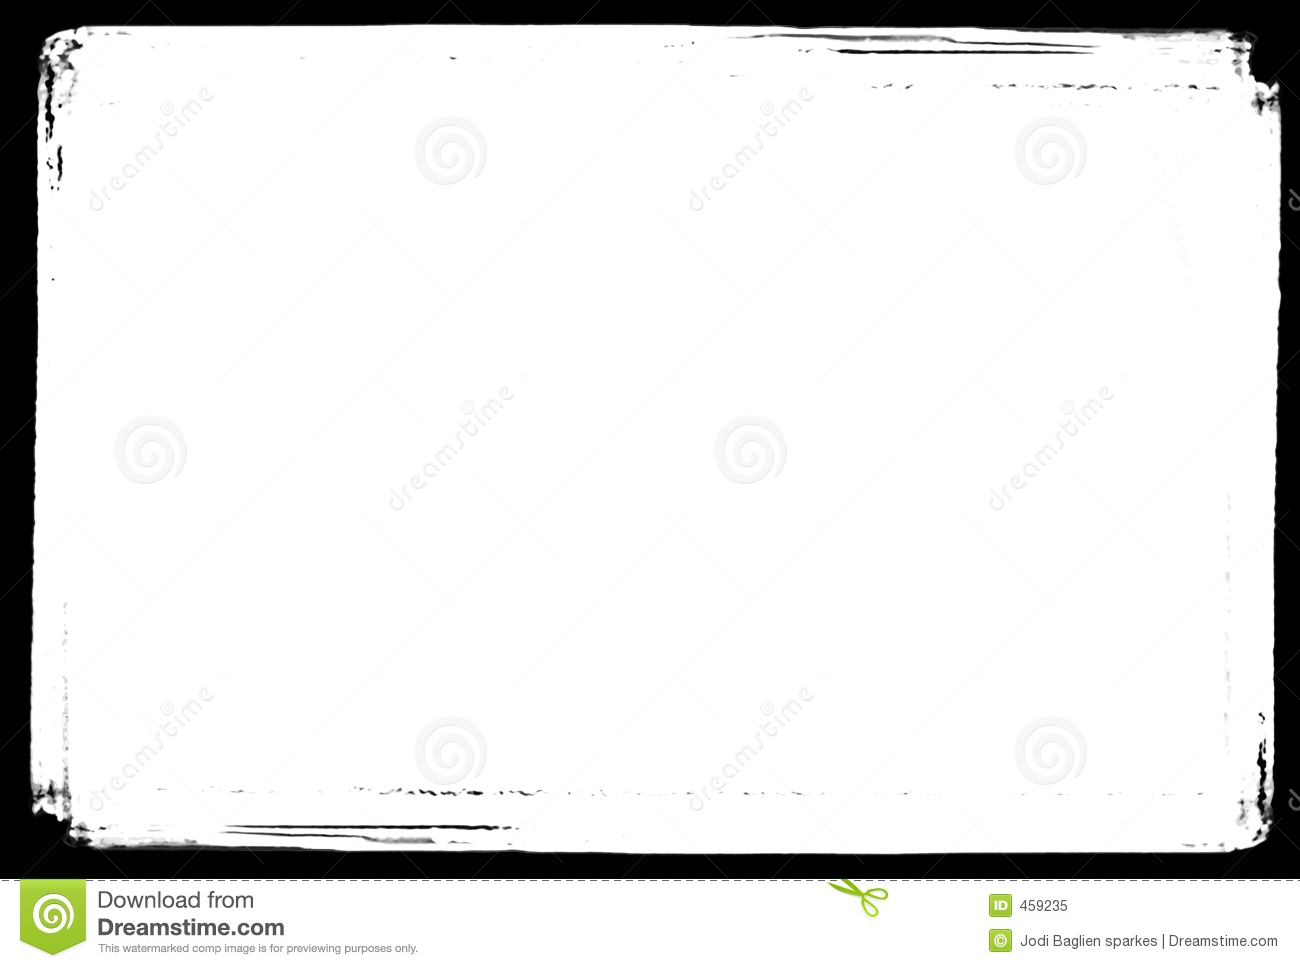 dreamstime
dreamstime
dreamstime
dreamstime
dreamstime
dreamstime
Download from
Dreamstime.com
This watermarked comp image is for previewing purposes only.
ID 459235
© Jodi Baglien sparkes | Dreamstime.com